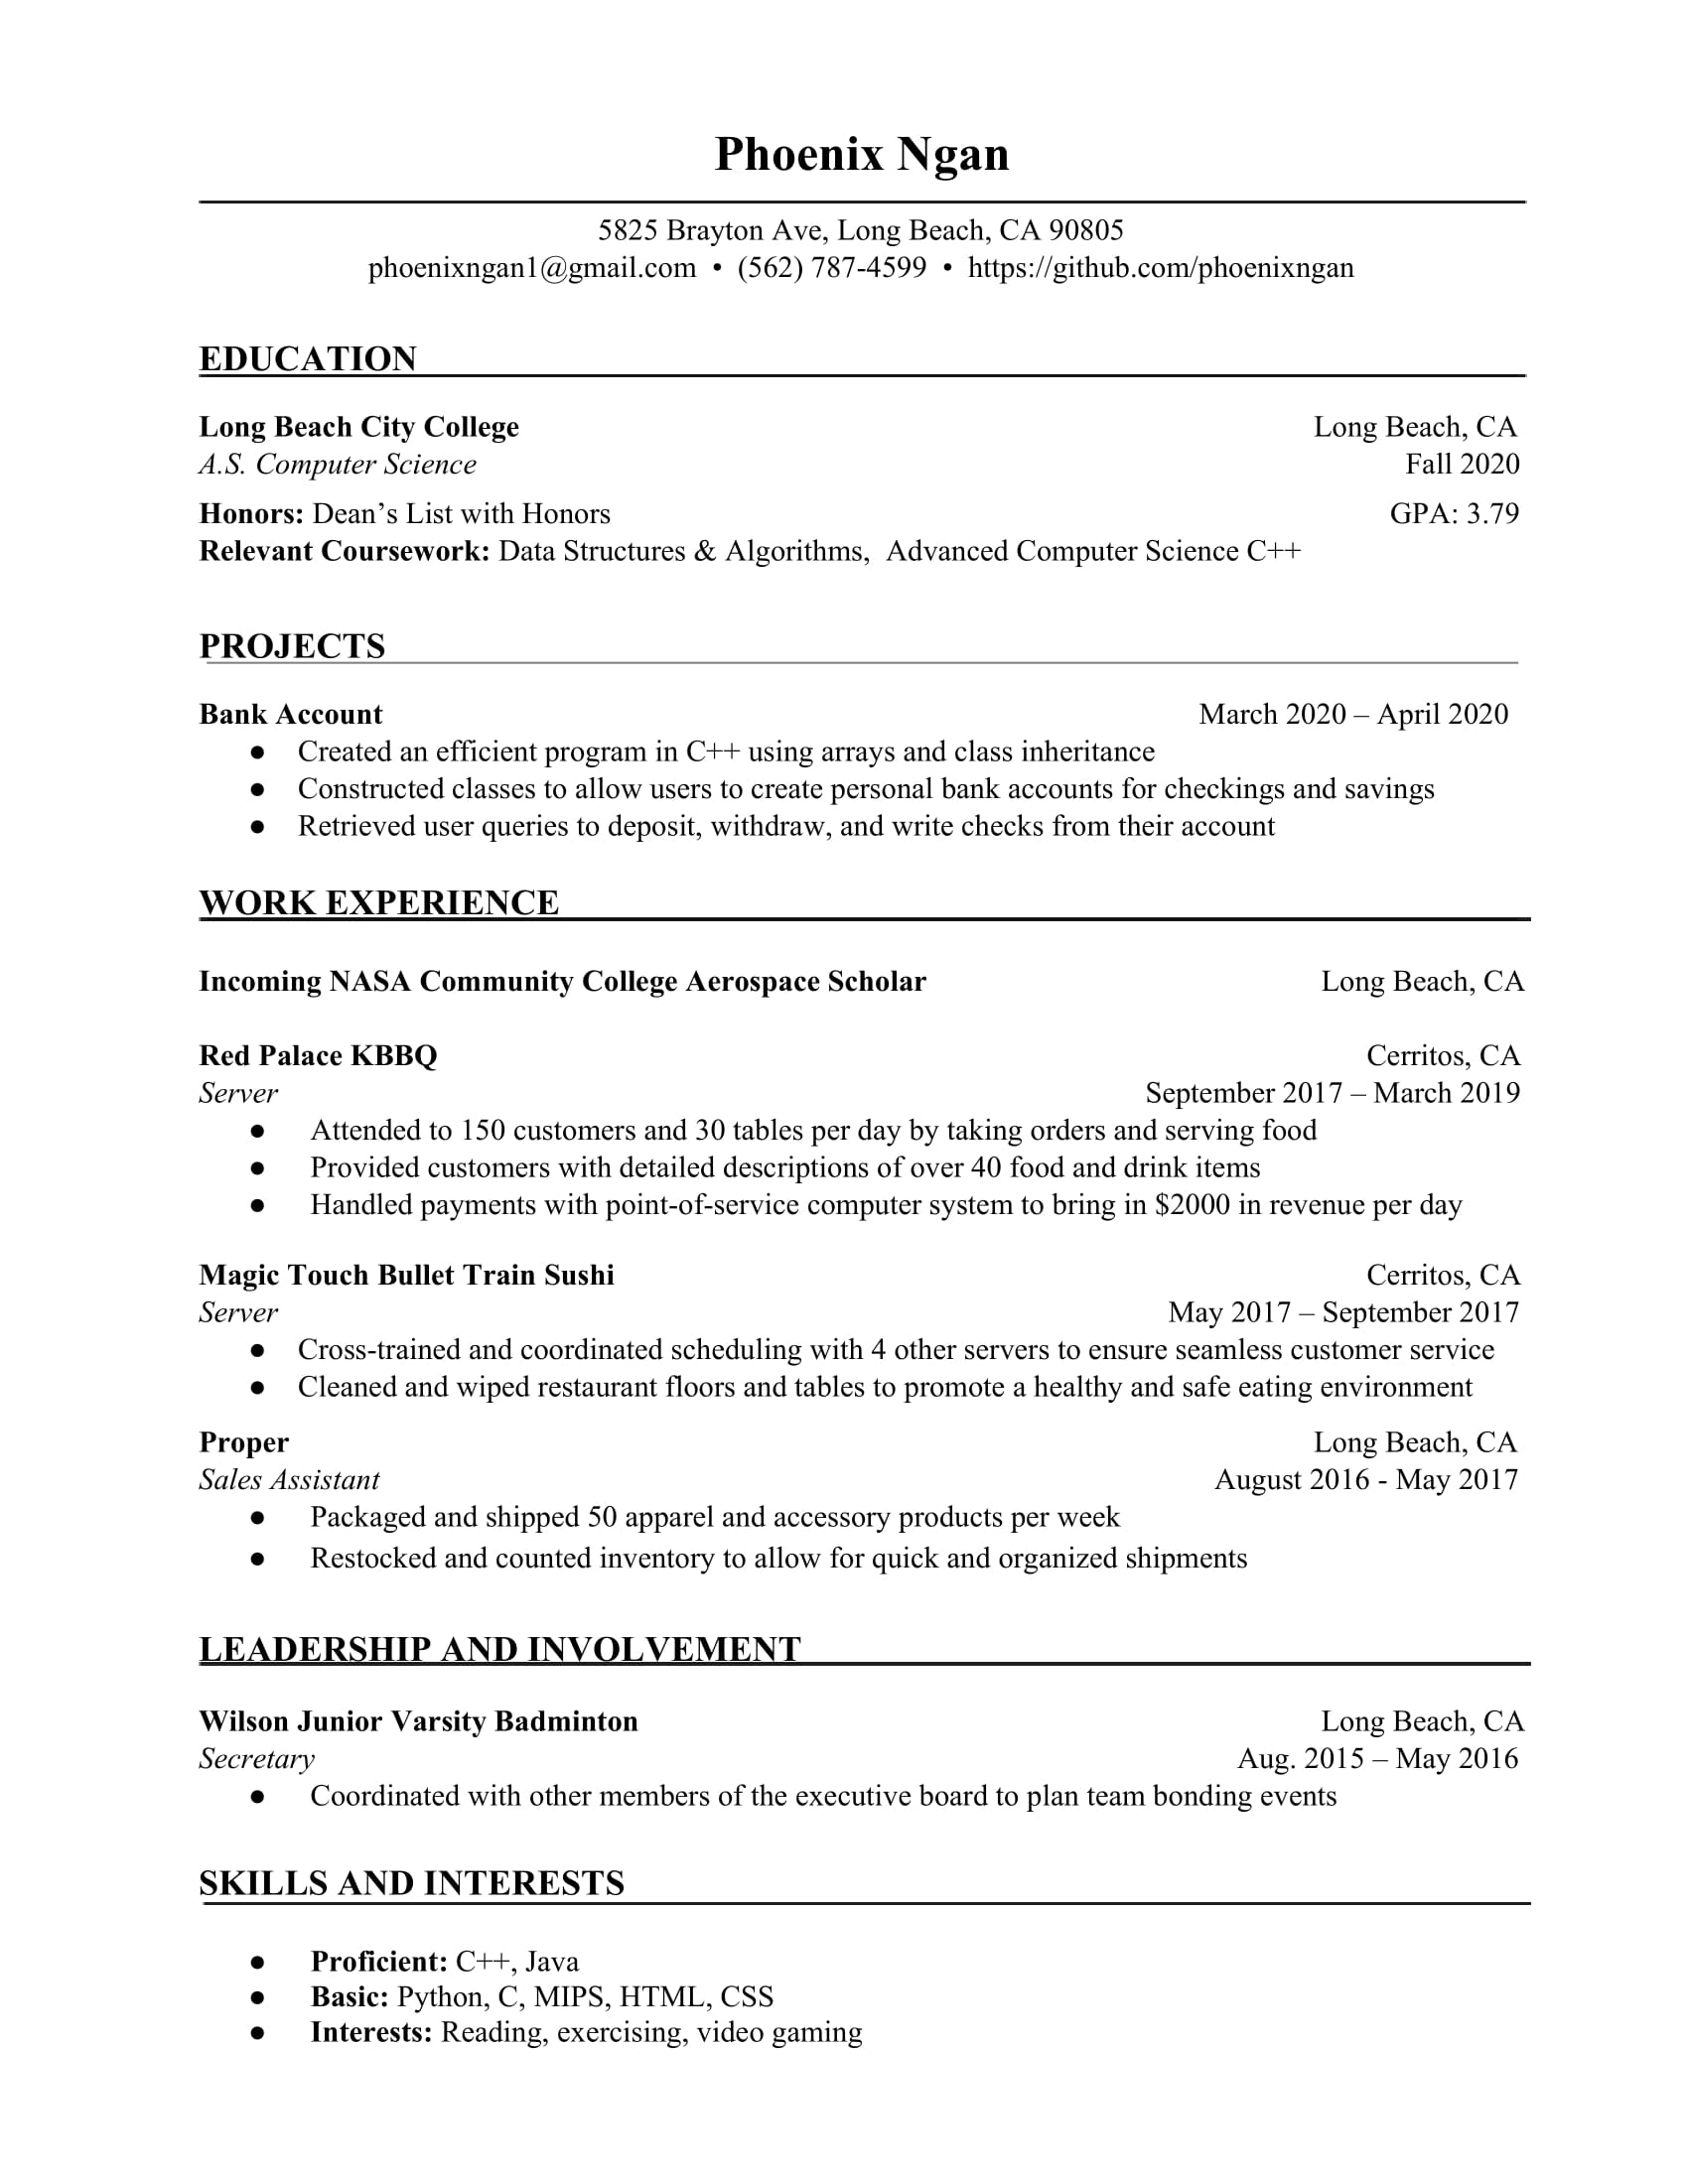 Phoenix Ngan
5825 Brayton Ave, Long Beach, CA 90805
phoenixngan1@gmail.com • (562) 787-4599 • https://github.com/phoenixngan
EDUCATION
Long Beach City College Long Beach, CA
A.S. Computer Science Fall 2020
Honors: Dean’s List with Honors GPA: 3.79
Relevant Coursework: Data Structures & Algorithms, Advanced Computer Science C++
PROJECTS
Bank Account March 2020 – April 2020
● Created an efficient program in C++ using arrays and class inheritance
● Constructed classes to allow users to create personal bank accounts for checkings and savings
● Retrieved user queries to deposit, withdraw, and write checks from their account
WORK EXPERIENCE
Incoming NASA Community College Aerospace Scholar Long Beach, CA
Red Palace KBBQ Cerritos, CA
Server September 2017 – March 2019
● Attended to 150 customers and 30 tables per day by taking orders and serving food
● Provided customers with detailed descriptions of over 40 food and drink items
● Handled payments with point-of-service computer system to bring in $2000 in revenue per day
Magic Touch Bullet Train Sushi Cerritos, CA
Server May 2017 – September 2017
● Cross-trained and coordinated scheduling with 4 other servers to ensure seamless customer service
● Cleaned and wiped restaurant floors and tables to promote a healthy and safe eating environment
Proper Long Beach, CA
Sales Assistant August 2016 - May 2017
● Packaged and shipped 50 apparel and accessory products per week
● Restocked and counted inventory to allow for quick and organized shipments
LEADERSHIP AND INVOLVEMENT
Wilson Junior Varsity Badminton Long Beach, CA
Secretary Aug. 2015 – May 2016
● Coordinated with other members of the executive board to plan team bonding events
SKILLS AND INTERESTS
● Proficient: C++, Java
● Basic: Python, C, MIPS, HTML, CSS
● Interests: Reading, exercising, video gaming